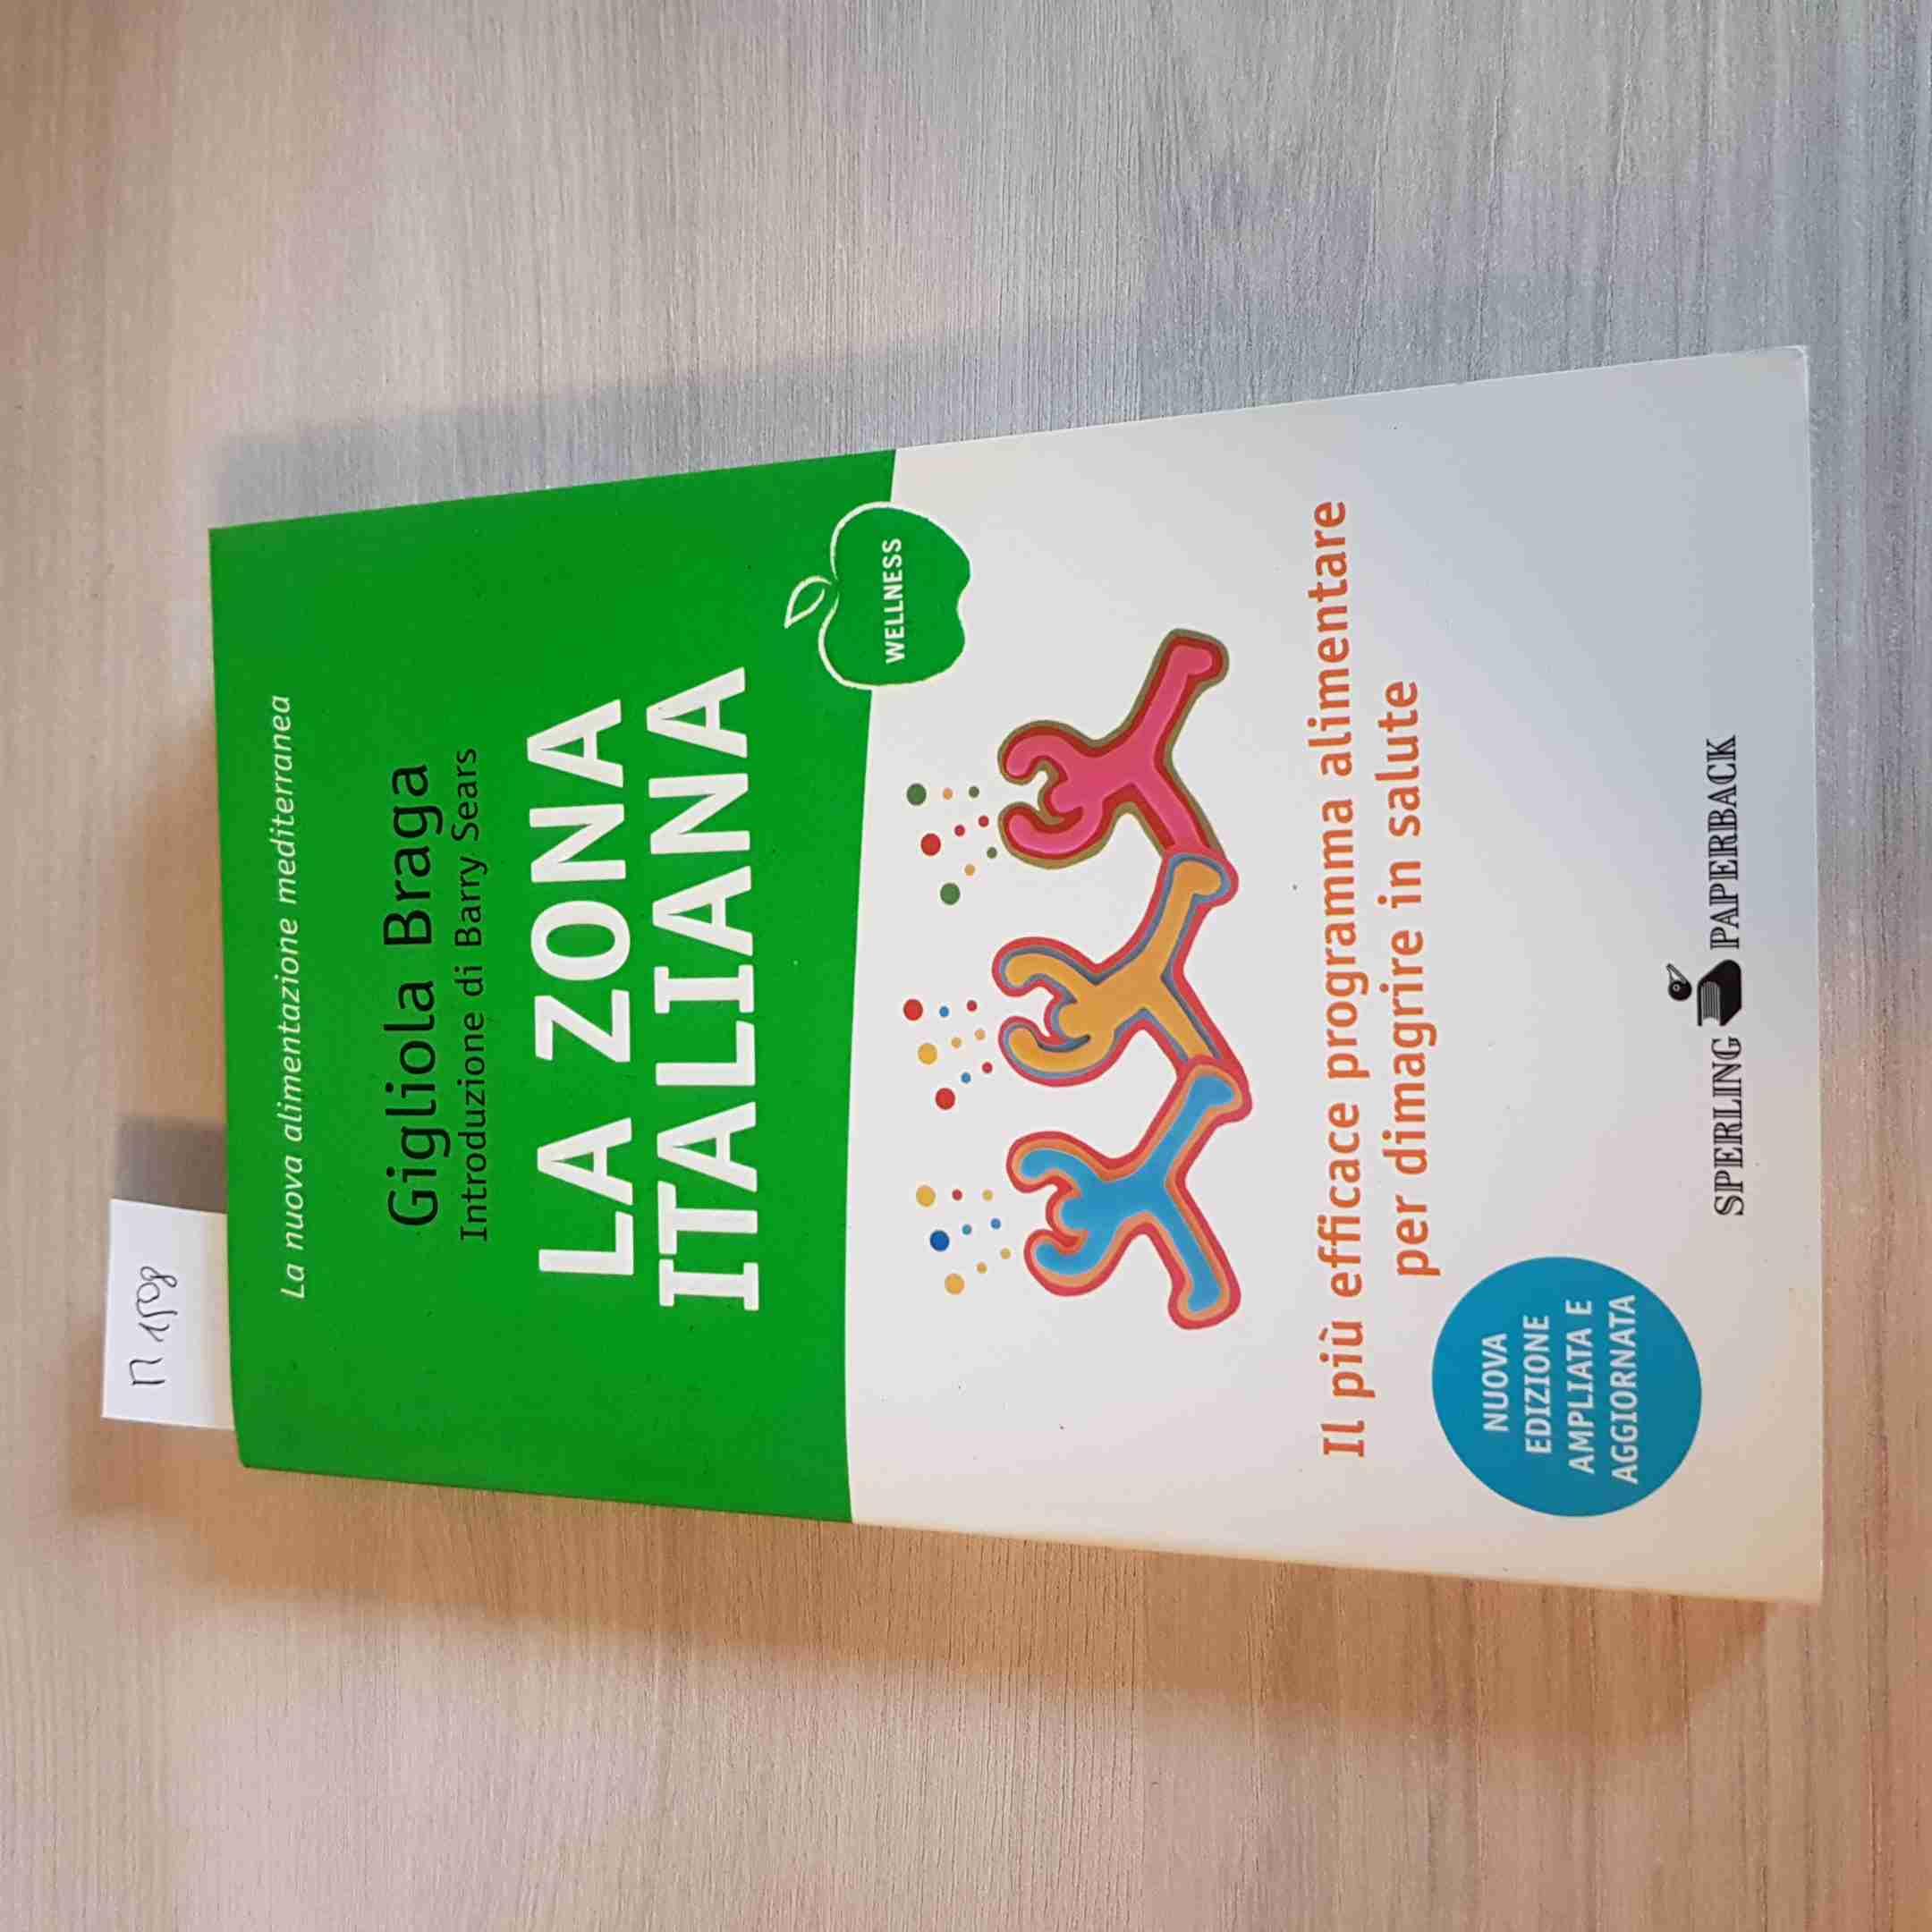 M 158
La nuova alimentazione mediterranea
Gigliola Braga
Introduzione di Barry Sears
LA ZONA
ITALIANA
WELLNESS
Il più efficace programma alimentare
per dimagrire in salute
NUOVA
EDIZIONE
AMPLIATA E
AGGIORNATA
SPERLING PAPERBACK